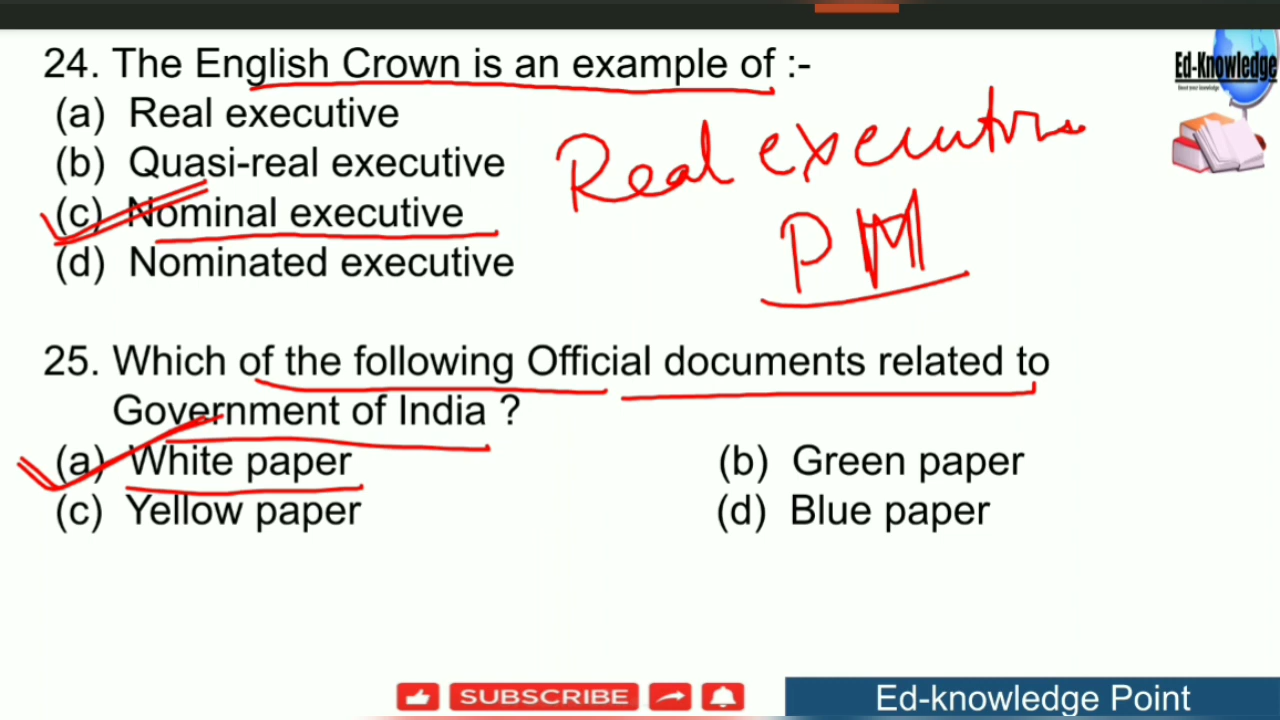 24. The English Crown is an example of :-
(a) Real executive
(b) Quasi-real executive
(c) Nominal executive
(d) Nominated executive
Real executive
PM
25. Which of the following Official documents related to
Government of India ?
(a) White paper
(b) Green paper
(c) Yellow paper
(d) Blue paper
Ed-Knowledge
SUBSCRIBE
Ed-knowledge Point